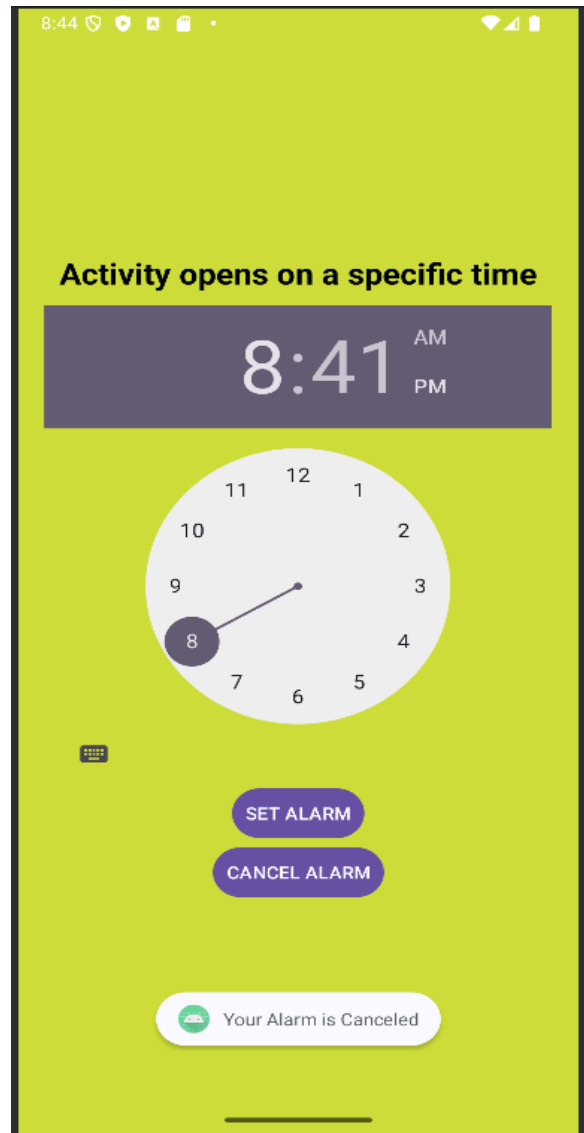 8:44
Activity opens on a specific time
8:41
AM
PM
12
11
1
10
2
9
3
8
4
7
5
6
SET ALARM
CANCEL ALARM
Your Alarm is Canceled